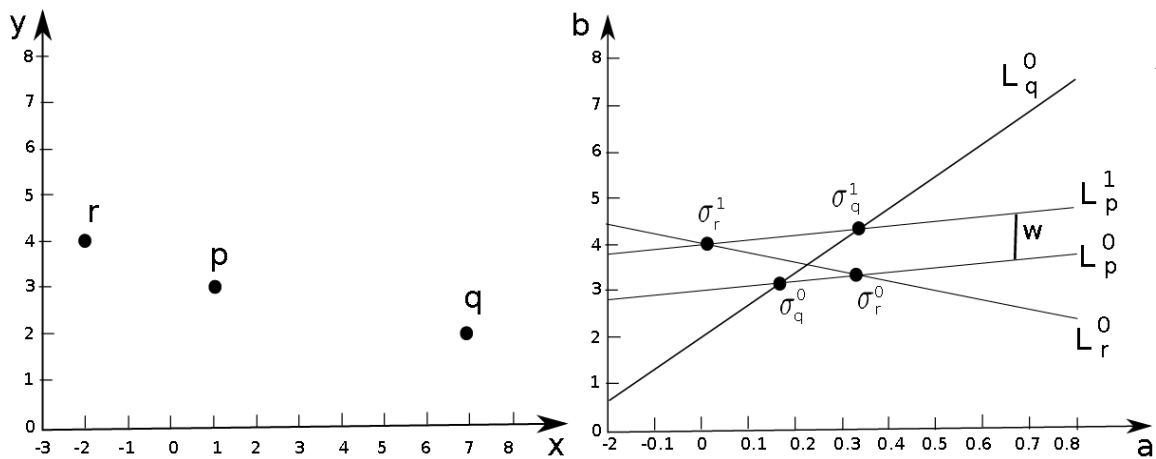 y
8
7
6
5
4
3
2
1
0
r
p
q
-3 -2 -1 0 1 2 3 4 5 6 7 8
x
b
8
7
6
5
4
3
2
1
0
L_q^0
L_p^1
L_p^0
L_r^0
σ_r^1
σ_q^1
w
σ_q^0
σ_r^0
-2 -0.1 0 0.1 0.2 0.3 0.4 0.5 0.6 0.7 0.8
a